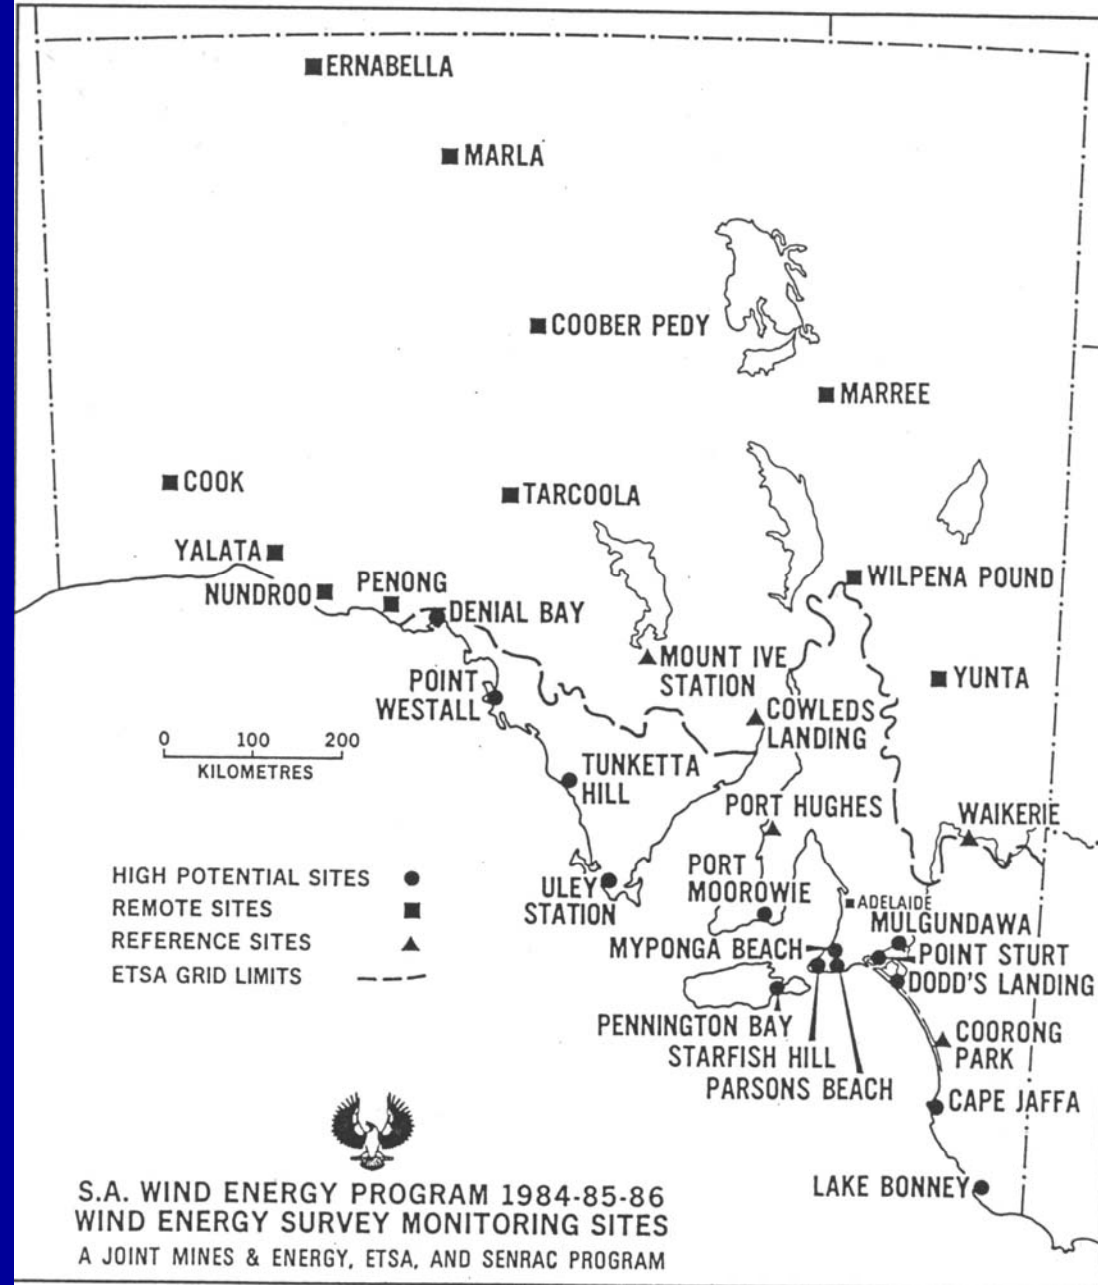 ERNABELLA
MARLA
COOBER PEDY
MARREE
COOK
TARCOOLA
YALATA
NUNDROO
PENONG
DENIAL BAY
WILPENA POUND
MOUNT IVE
STATION
YUNTA
POINT
WESTALL
COWLEDS
LANDING
0 100 200
KILOMETRES
TUNKETTA
HILL
PORT HUGHES
WAIKERIE
HIGH POTENTIAL SITES
REMOTE SITES
REFERENCE SITES
ETSA GRID LIMITS
ULEY
STATION
PORT
MOOROWIE
ADELAIDE
MULGUNDAWA
MYPONGA BEACH
POINT STURT
DODD'S LANDING
PENNINGTON BAY
STARFISH HILL
PARSONS BEACH
COORONG
PARK
CAPE JAFFA
LAKE BONNEY
S.A. WIND ENERGY PROGRAM 1984-85-86
WIND ENERGY SURVEY MONITORING SITES
A JOINT MINES & ENERGY, ETSA, AND SENRAC PROGRAM